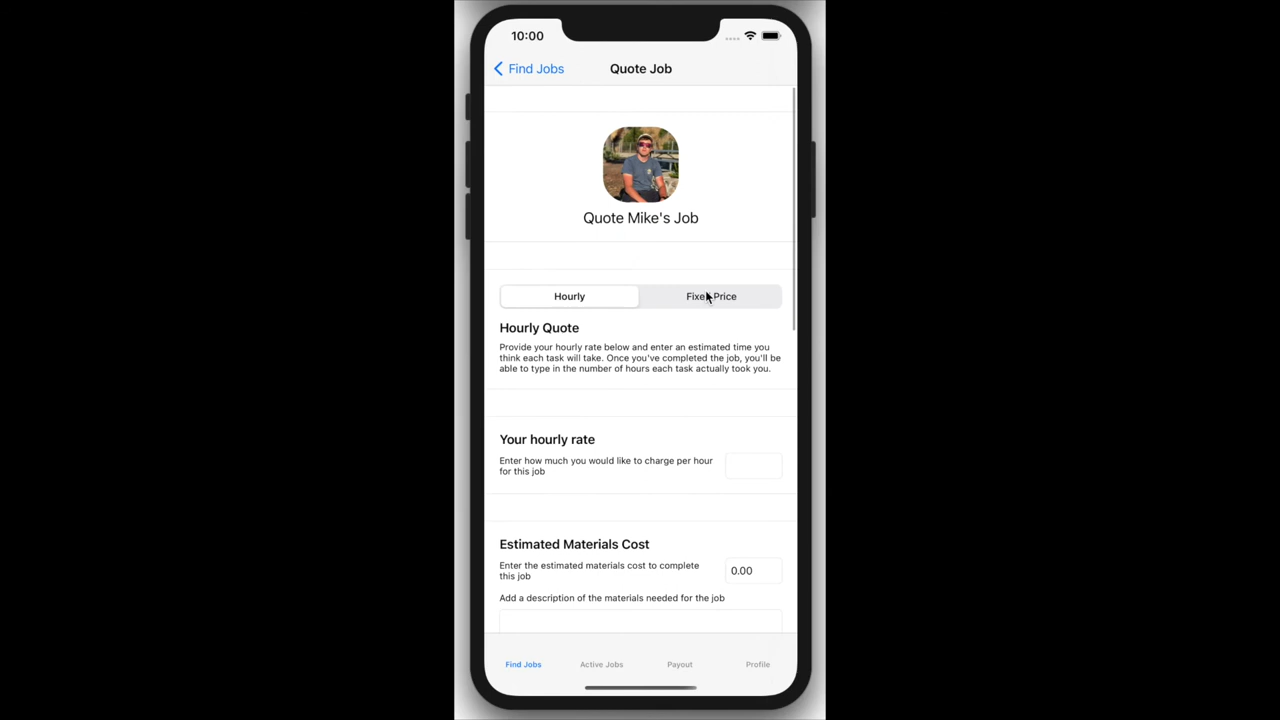 10:00
Find Jobs
Quote Job
Quote Mike's Job
Hourly
Fixed Price
Hourly Quote
Provide your hourly rate below and enter an estimated time you
think each task will take. Once you've completed the job, you'll be
able to type in the number of hours each task actually took you.
Your hourly rate
Enter how much you would like to charge per hour
for this job
Estimated Materials Cost
Enter the estimated materials cost to complete
this job
0.00
Add a description of the materials needed for the job
Find Jobs
Active Jobs
Payout
Profile